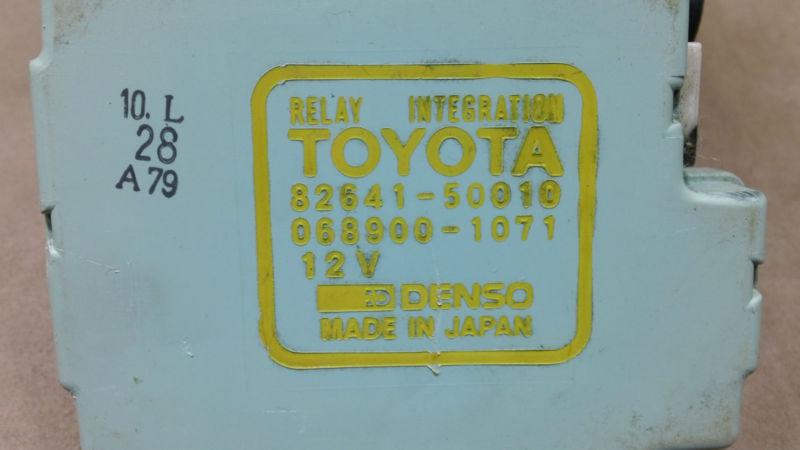 10. L
28
A79
RELAY INTEGRATION
TOYOTA
82641-50010
068900-1071
12V
DENSO
MADE IN JAPAN